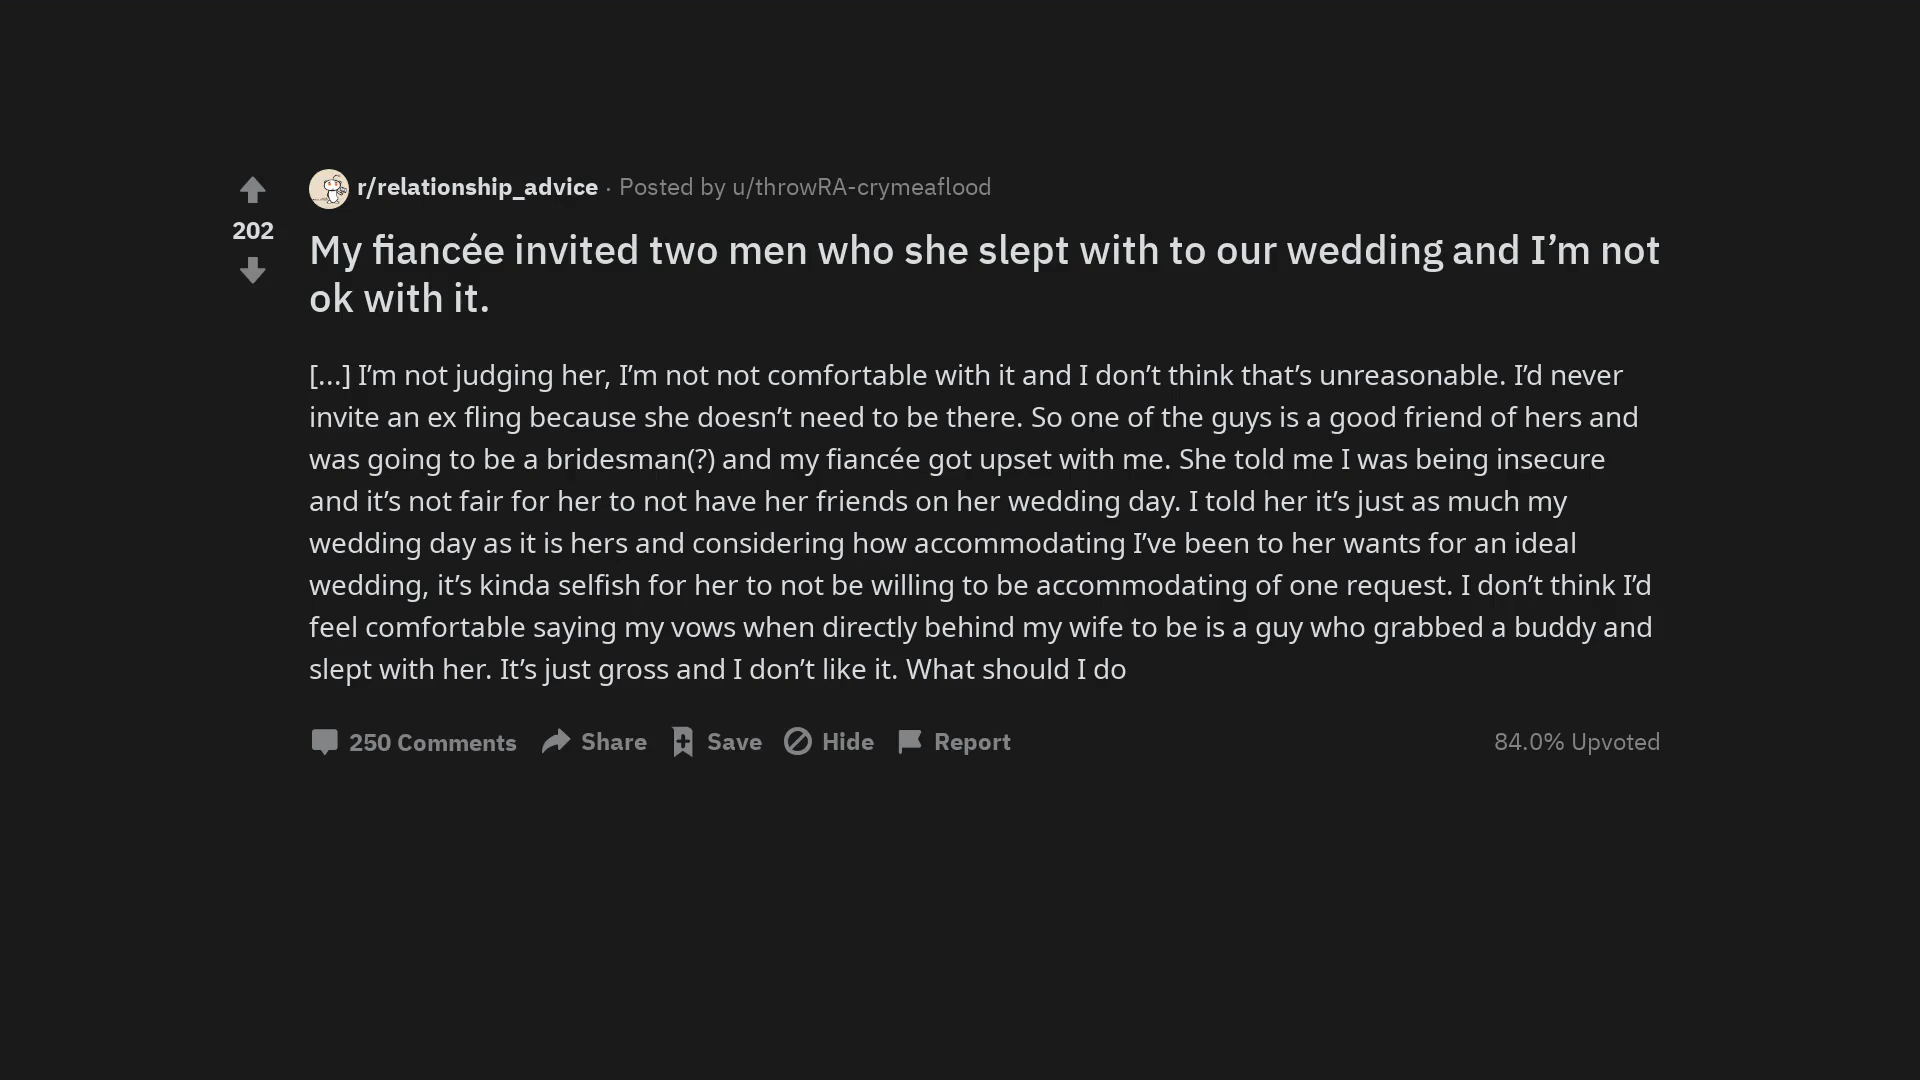 r/relationship_advice · Posted by u/throwRA-crymeaflood
202
My fiancée invited two men who she slept with to our wedding and I’m not
ok with it.
[...] I’m not judging her, I’m not not comfortable with it and I don’t think that’s unreasonable. I’d never
invite an ex fling because she doesn’t need to be there. So one of the guys is a good friend of hers and
was going to be a bridesman(?) and my fiancée got upset with me. She told me I was being insecure
and it’s not fair for her to not have her friends on her wedding day. I told her it’s just as much my
wedding day as it is hers and considering how accommodating I’ve been to her wants for an ideal
wedding, it’s kinda selfish for her to not be willing to be accommodating of one request. I don’t think I’d
feel comfortable saying my vows when directly behind my wife to be is a guy who grabbed a buddy and
slept with her. It’s just gross and I don’t like it. What should I do
250 Comments Share Save Hide Report 84.0% Upvoted